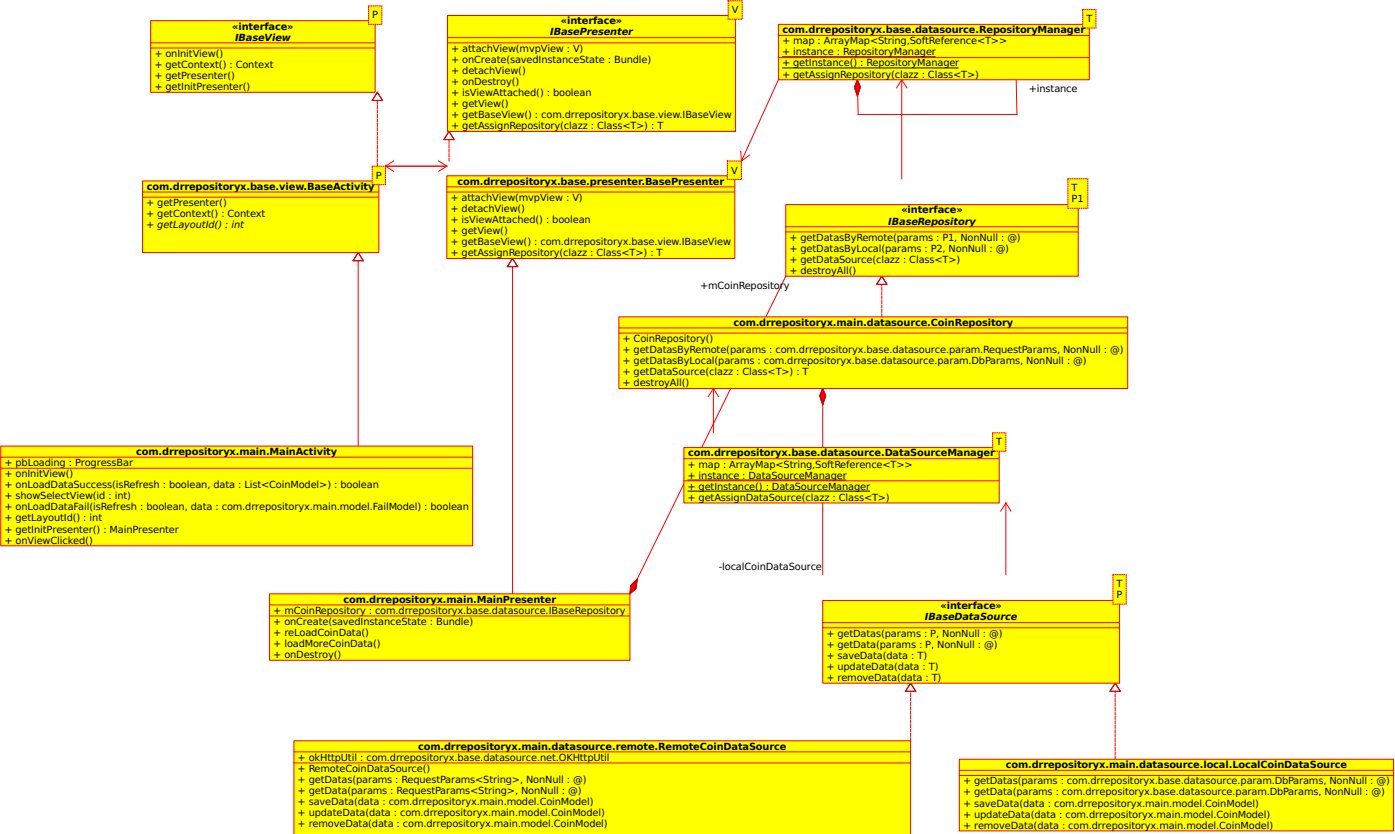 P
«interface»
IBaseView
+ onInitView()
+ getContext() : Context
+ getPresenter()
+ getInitPresenter()
V
«interface»
IBasePresenter
+ attachView(mvpView : V)
+ onCreate(savedInstanceState : Bundle)
+ detachView()
+ onDestroy()
+ isViewAttached() : boolean
+ getView()
+ getBaseView() : com.drrepositoryx.base.view.IBaseView
+ getAssignRepository(clazz : Class<T>) : T
T
com.drrepositoryx.base.datasource.RepositoryManager
+ map : ArrayMap<String,SoftReference<T>>
+ instance : RepositoryManager
+ getInstance() : RepositoryManager
+ getAssignRepository(clazz : Class<T>)
+instance
P
com.drrepositoryx.base.view.BaseActivity
+ getPresenter()
+ getContext() : Context
+ getLayoutId() : int
V
com.drrepositoryx.base.presenter.BasePresenter
+ attachView(mvpView : V)
+ detachView()
+ isViewAttached() : boolean
+ getView()
+ getBaseView() : com.drrepositoryx.base.view.IBaseView
+ getAssignRepository(clazz : Class<T>) : T
T
P1
«interface»
IBaseRepository
+ getDatasByRemote(params : P1, NonNull : @)
+ getDatasByLocal(params : P2, NonNull : @)
+ getDataSource(clazz : Class<T>)
+ destroyAll()
+mCoinRepository
com.drrepositoryx.main.datasource.CoinRepository
+ CoinRepository()
+ getDatasByRemote(params : com.drrepositoryx.base.datasource.param.RequestParams, NonNull : @)
+ getDatasByLocal(params : com.drrepositoryx.base.datasource.param.DbParams, NonNull : @)
+ getDataSource(clazz : Class<T>) : T
+ destroyAll()
com.drrepositoryx.main.MainActivity
+ pbLoading : ProgressBar
+ onInitView()
+ onLoadDataSuccess(isRefresh : boolean, data : List<CoinModel>) : boolean
+ showSelectView(id : int)
+ onLoadDataFail(isRefresh : boolean, data : com.drrepositoryx.main.model.FailModel) : boolean
+ getLayoutId() : int
+ getInitPresenter() : MainPresenter
+ onViewClicked()
T
com.drrepositoryx.base.datasource.DataSourceManager
+ map : ArrayMap<String,SoftReference<T>>
+ instance : DataSourceManager
+ getInstance() : DataSourceManager
+ getAssignDataSource(clazz : Class<T>)
-localCoinDataSource
com.drrepositoryx.main.MainPresenter
+ mCoinRepository : com.drrepositoryx.base.datasource.IBaseRepository
+ onCreate(savedInstanceState : Bundle)
+ reLoadCoinData()
+ loadMoreCoinData()
+ onDestroy()
T
P
«interface»
IBaseDataSource
+ getDatas(params : P, NonNull : @)
+ getData(params : P, NonNull : @)
+ saveData(data : T)
+ updateData(data : T)
+ removeData(data : T)
com.drrepositoryx.main.datasource.remote.RemoteCoinDataSource
+ okHttpUtil : com.drrepositoryx.base.datasource.net.OKHttpUtil
+ RemoteCoinDataSource()
+ getDatas(params : RequestParams<String>, NonNull : @)
+ getData(params : RequestParams<String>, NonNull : @)
+ saveData(data : com.drrepositoryx.main.model.CoinModel)
+ updateData(data : com.drrepositoryx.main.model.CoinModel)
+ removeData(data : com.drrepositoryx.main.model.CoinModel)
com.drrepositoryx.main.datasource.local.LocalCoinDataSource
+ getDatas(params : com.drrepositoryx.base.datasource.param.DbParams, NonNull : @)
+ getData(params : com.drrepositoryx.base.datasource.param.DbParams, NonNull : @)
+ saveData(data : com.drrepositoryx.main.model.CoinModel)
+ updateData(data : com.drrepositoryx.main.model.CoinModel)
+ removeData(data : com.drrepositoryx.main.model.CoinModel)